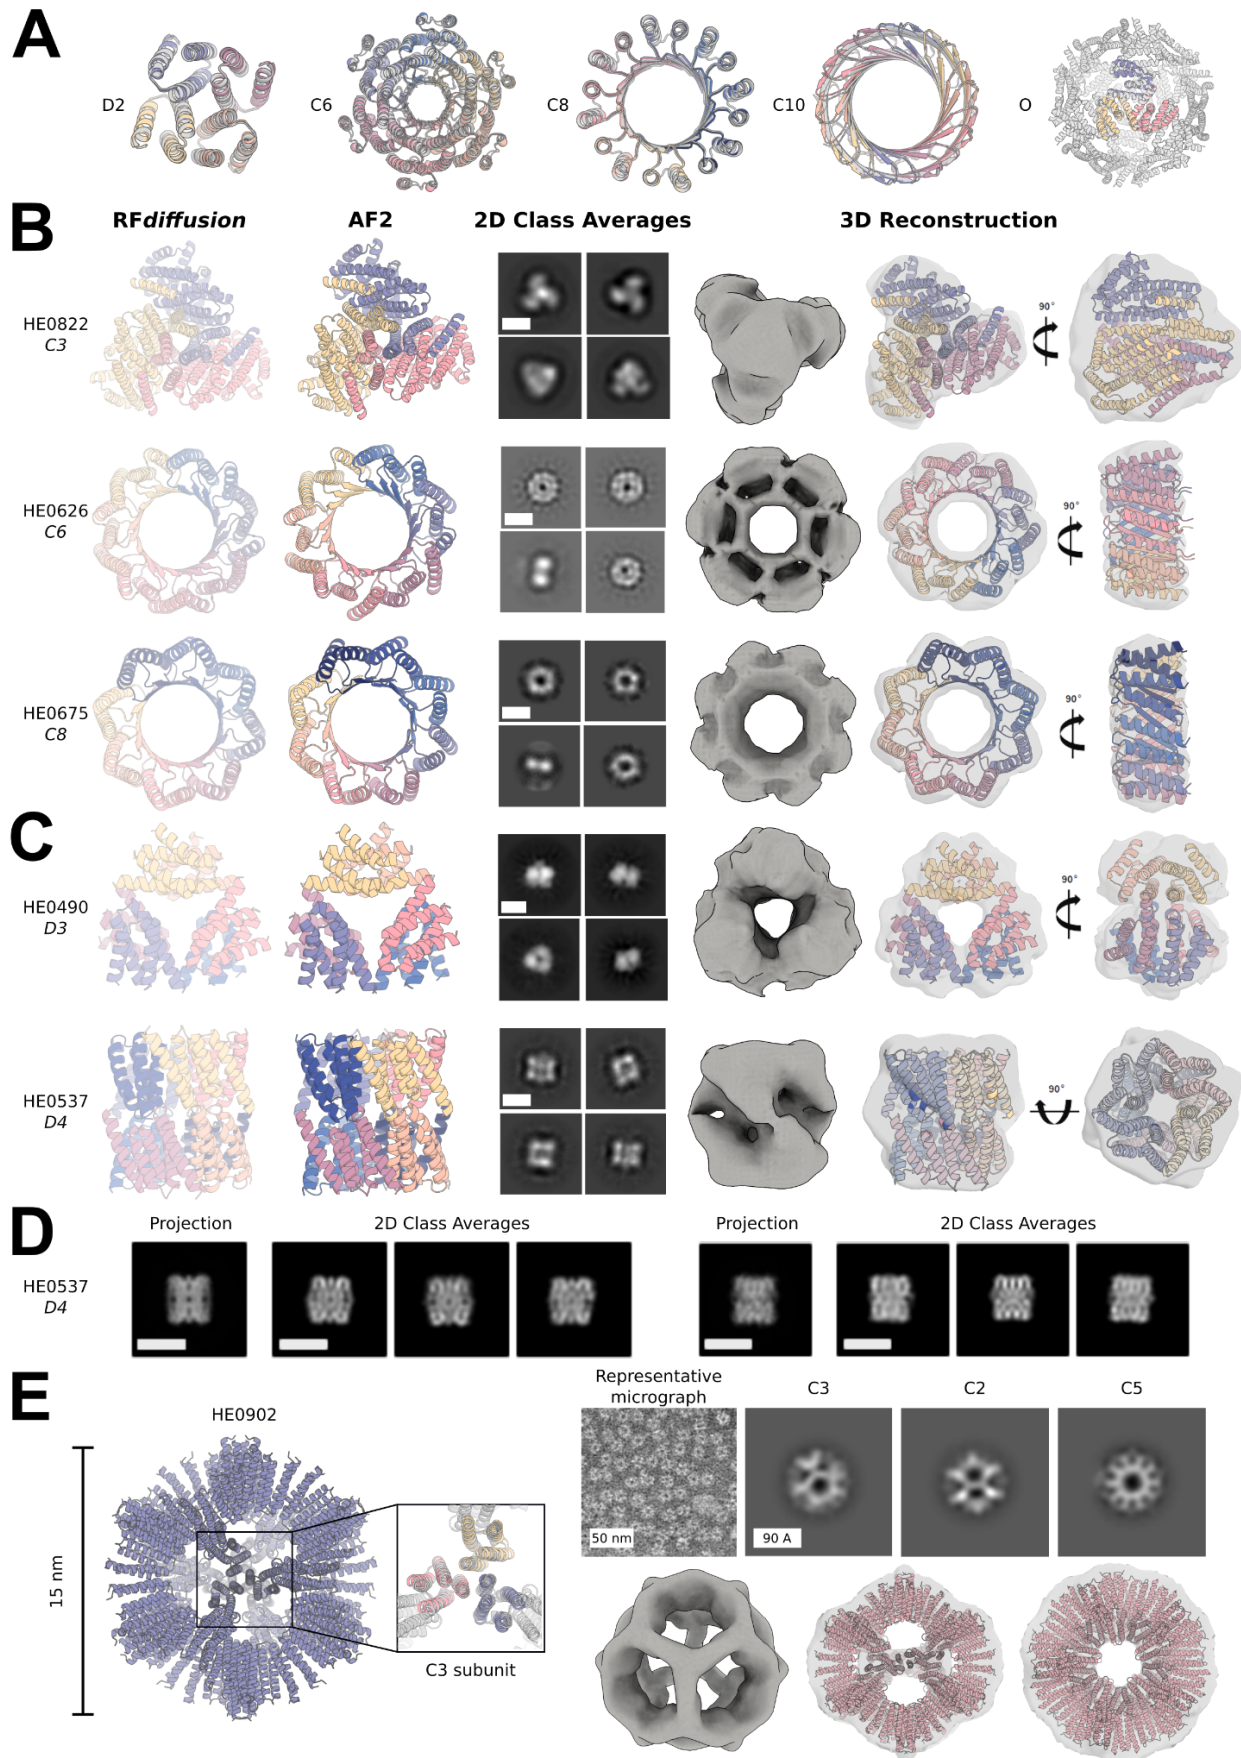 A
D2
C6
C8
C10
O
B
RFdiffusion
AF2
2D Class Averages
3D Reconstruction
HE0822
C3
90°
HE0626
C6
90°
HE0675
C8
90°
C
HE0490
D3
90°
HE0537
D4
90°
D
Projection
2D Class Averages
Projection
2D Class Averages
HE0537
D4
E
HE0902
15 nm
C3 subunit
Representative
micrograph
C3
C2
C5
50 nm
90 A